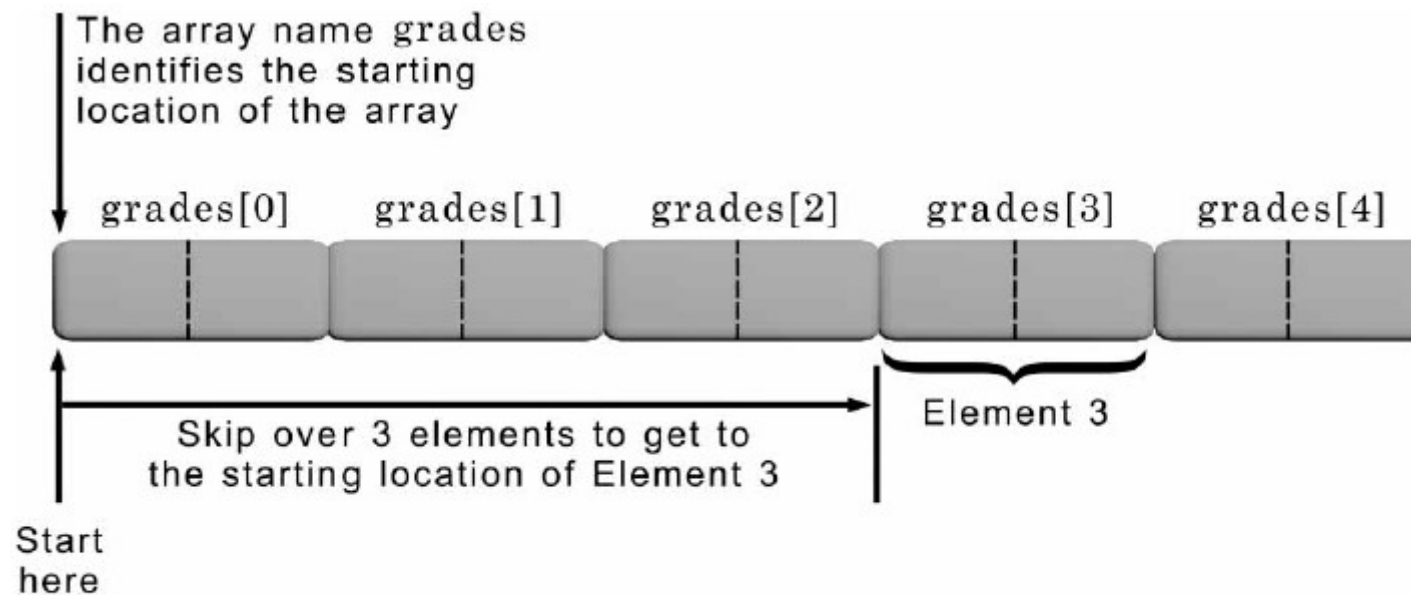 The array name grades
identifies the starting
location of the array
grades[0] grades[1] grades[2] grades[3] grades[4]
Element 3
Skip over 3 elements to get to
the starting location of Element 3
Start
here